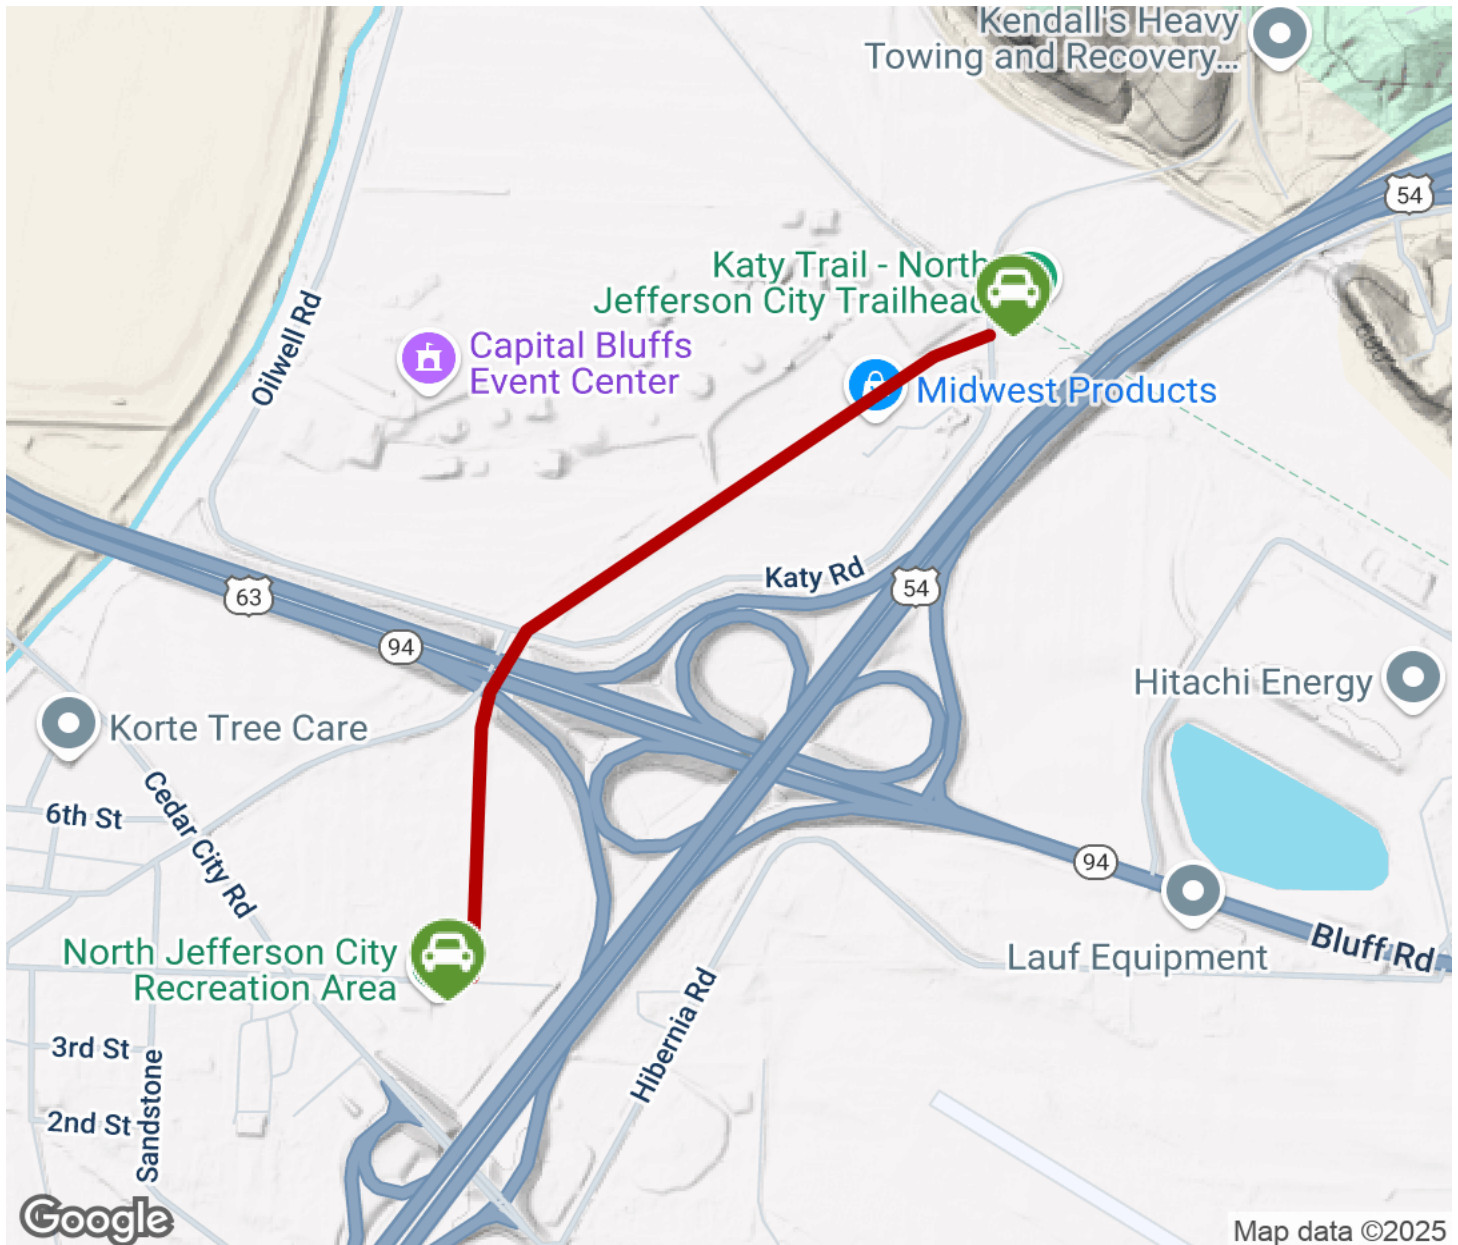 Kendall's Heavy
Towing and Recovery...
54
Katy Trail - North
Jefferson City Trailhead
Oilwell Rd
Capital Bluffs
Event Center
Midwest Products
63
Katy Rd
54
94
Hitachi Energy
Korte Tree Care
Cedar City Rd
6th St
94
Bluff Rd
Lauf Equipment
North Jefferson City
Recreation Area
Hibernia Rd
3rd St
Sandstone
2nd St
Google
Map data ©2025